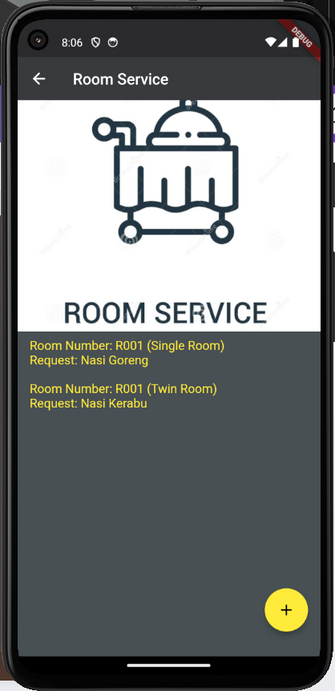 8:06
DEBUG
Room Service
ROOM SERVICE
Room Number: R001 (Single Room)
Request: Nasi Goreng
Room Number: R001 (Twin Room)
Request: Nasi Kerabu
+